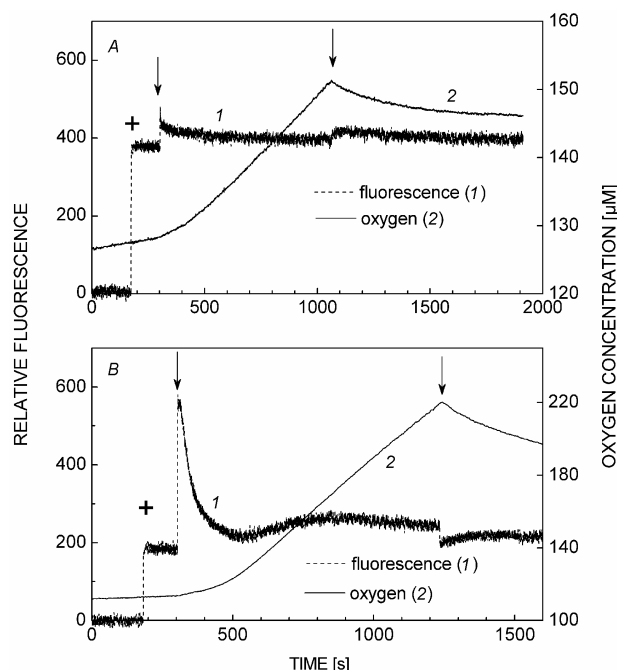 A
600
400
200
0
160
150
140
130
120
+
1
2
fluorescence (1)
oxygen (2)
0 500 1000 1500 2000
RELATIVE FLUORESCENCE
OXYGEN CONCENTRATION [µM]
B
600
400
200
0
220
180
140
100
+
1
2
fluorescence (1)
oxygen (2)
0 500 1000 1500
TIME [s]